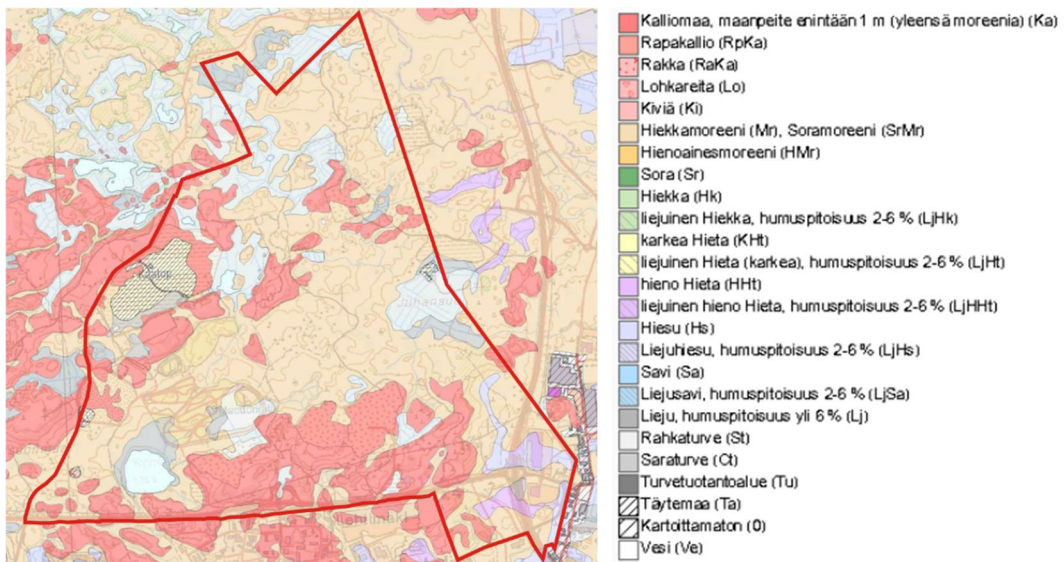 Kalliomaa, maanpeite enintään 1 m (yleensä moreenia) (Ka)
Rapakallio (RpKa)
Rakka (RaKa)
Lohkareita (Lo)
Kiviä (Ki)
Hiekkamoreeni (Mr), Soramoreeni (SrMr)
Hienoainesmoreeni (HMr)
Sora (Sr)
Hiekka (Hk)
liejuinen Hiekka, humuspitoisuus 2-6 % (LjHk)
karkea Hieta (KHt)
liejuinen Hieta (karkea), humuspitoisuus 2-6 % (LjHt)
hieno Hieta (HHt)
liejuinen hieno Hieta, humuspitoisuus 2-6 % (LjHHt)
Hiesu (Hs)
Liejuhiesu, humuspitoisuus 2-6 % (LjHs)
Savi (Sa)
Liejusavi, humuspitoisuus 2-6 % (LjSa)
Lieju, humuspitoisuus yli 6 % (Lj)
Rahkaturve (St)
Saraturve (Ct)
Turvetuotantoalue (Tu)
Täytemaa (Ta)
Kartoittamaton (0)
Vesi (Ve)